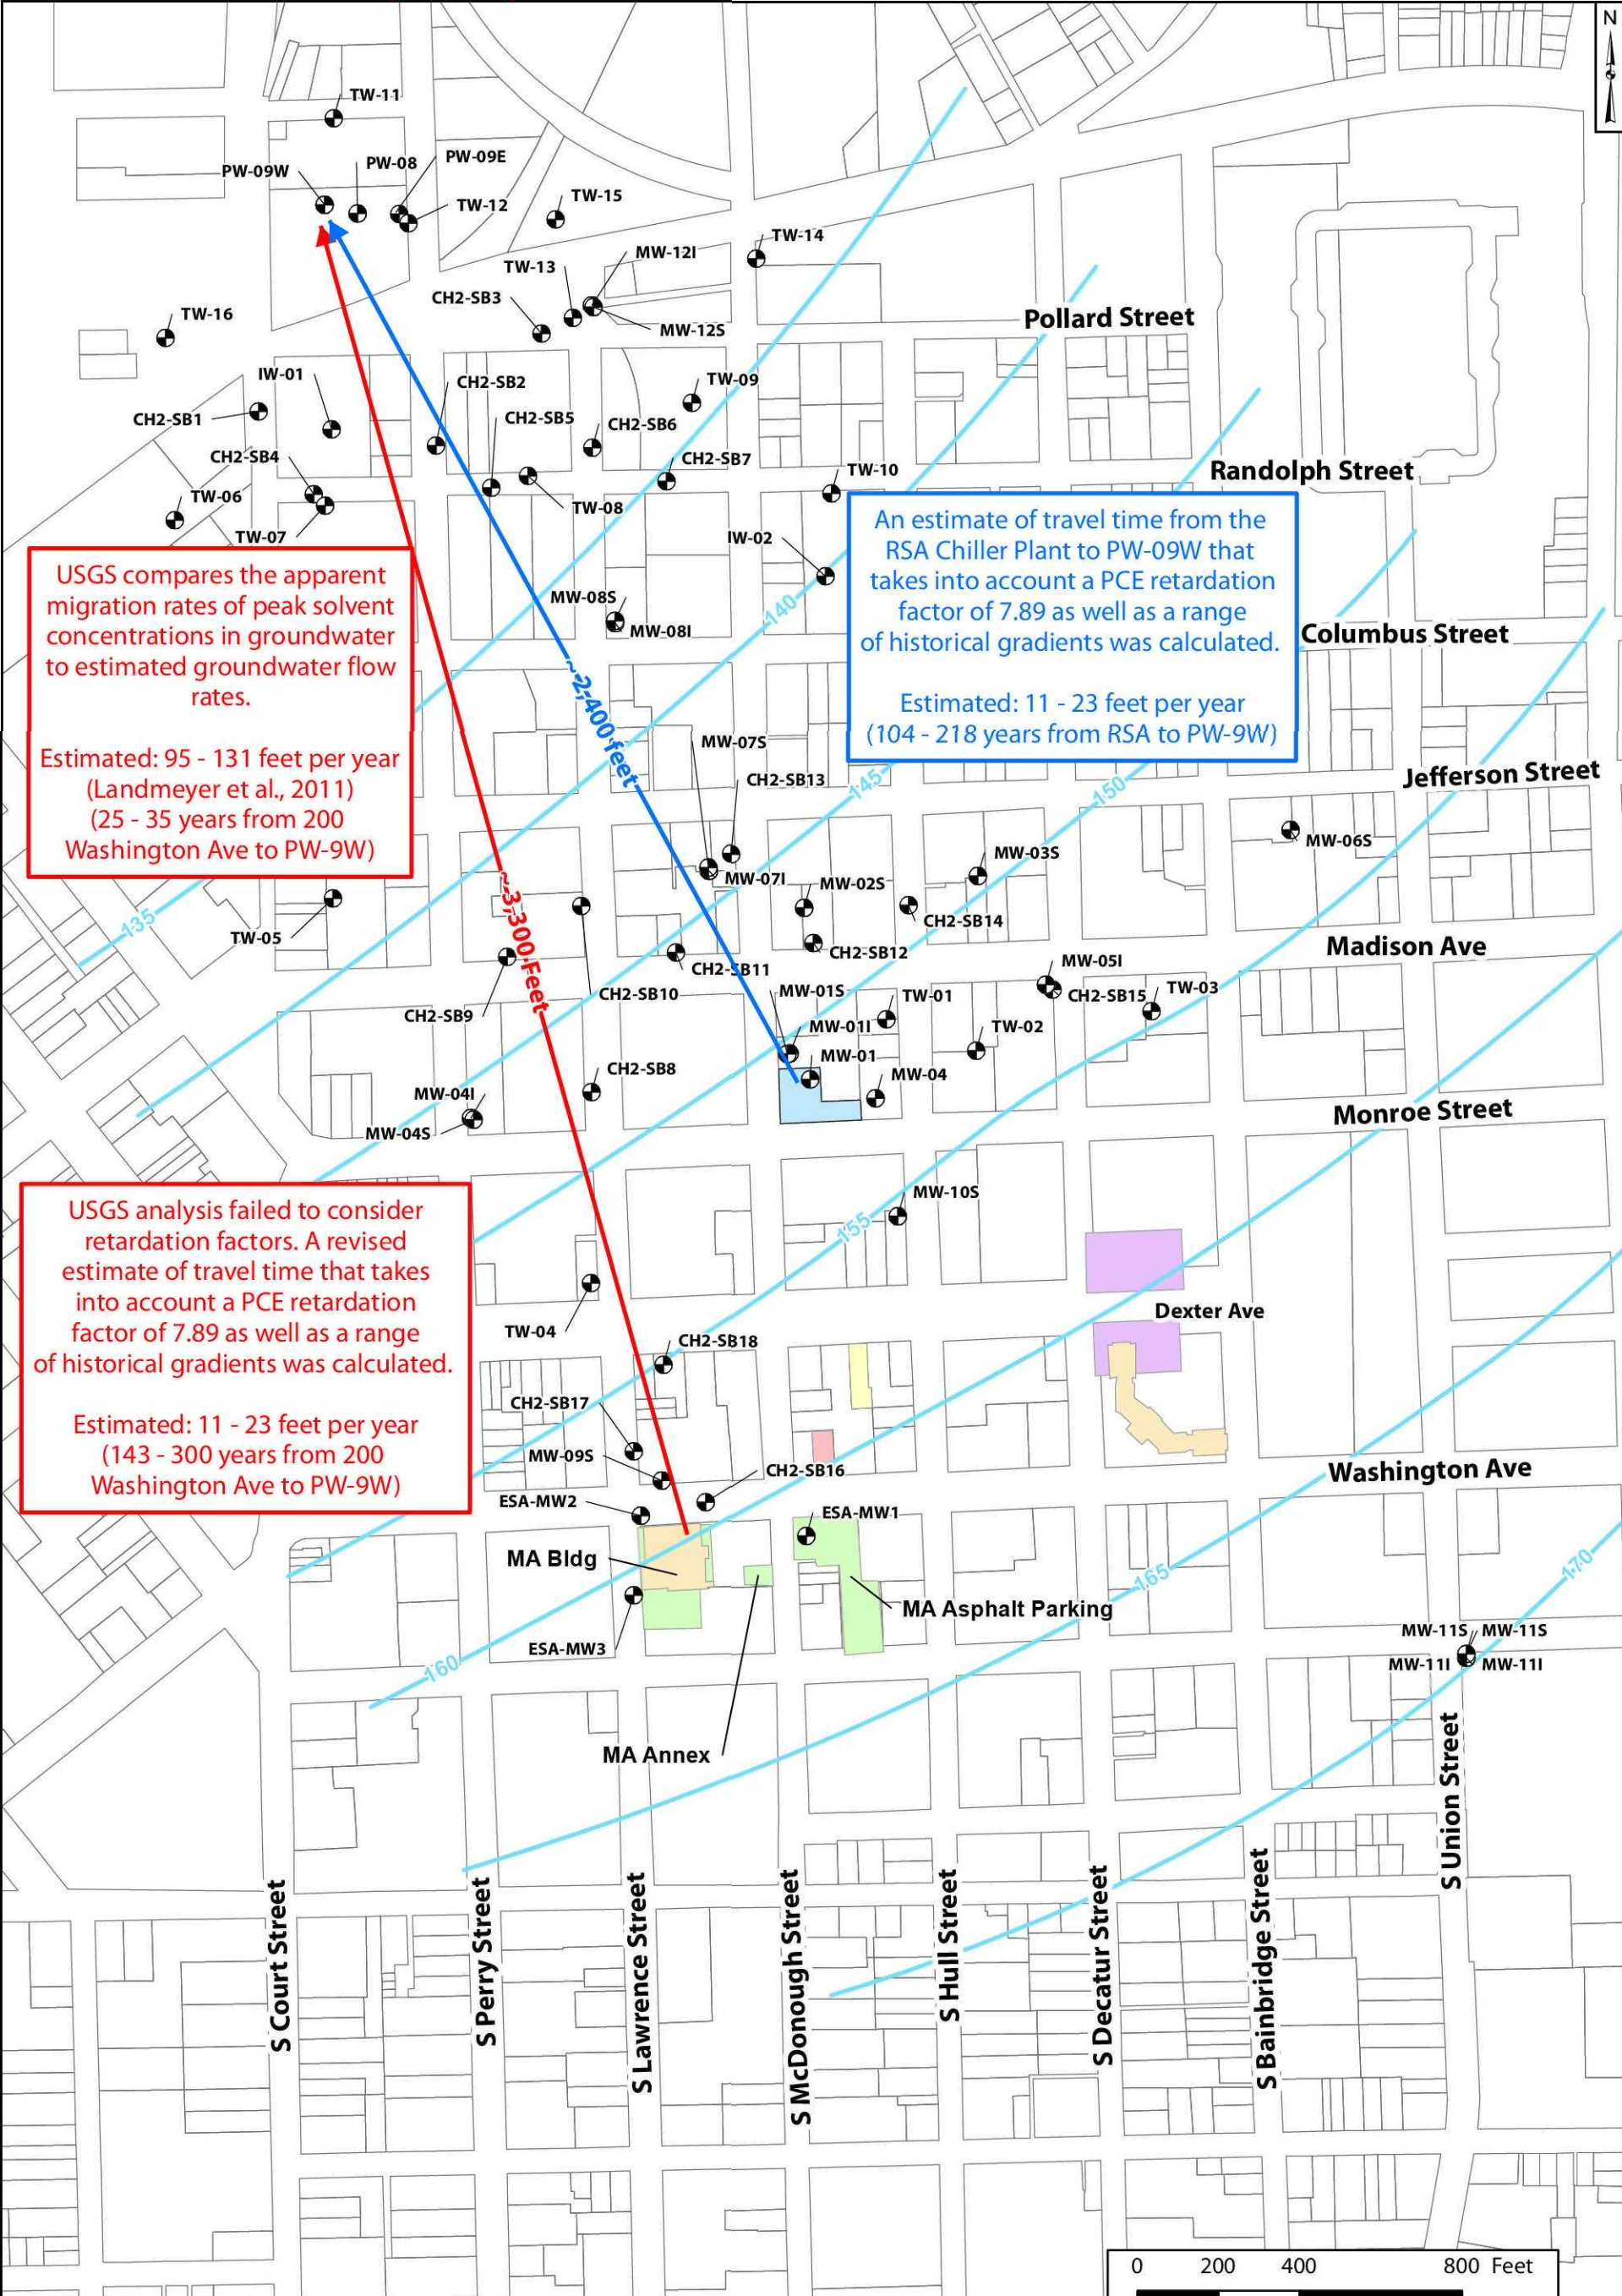 N
TW-11
PW-09W
PW-08
PW-09E
TW-12
TW-15
TW-14
TW-13
MW-12I
CH2-SB3
MW-12S
TW-16
Pollard Street
IW-01
CH2-SB2
TW-09
CH2-SB1
CH2-SB5
CH2-SB6
CH2-SB4
CH2-SB7
TW-10
Randolph Street
TW-06
TW-08
TW-07
IW-02
USGS compares the apparent
migration rates of peak solvent
concentrations in groundwater
to estimated groundwater flow
rates.
Estimated: 95 - 131 feet per year
(Landmeyer et al., 2011)
(25 - 35 years from 200
Washington Ave to PW-9W)
An estimate of travel time from the
RSA Chiller Plant to PW-09W that
takes into account a PCE retardation
factor of 7.89 as well as a range
of historical gradients was calculated.
Estimated: 11 - 23 feet per year
(104 - 218 years from RSA to PW-9W)
MW-08S
MW-08I
140
Columbus Street
~2,400 feet
MW-07S
CH2-SB13
145
150
Jefferson Street
MW-06S
MW-03S
MW-07I
MW-02S
CH2-SB14
135
TW-05
~3,300 Feet
CH2-SB12
CH2-SB11
Madison Ave
MW-05I
CH2-SB10
MW-01S
TW-01
CH2-SB15
TW-03
CH2-SB9
MW-01I
TW-02
MW-01
CH2-SB8
MW-04
MW-04I
MW-04S
Monroe Street
USGS analysis failed to consider
retardation factors. A revised
estimate of travel time that takes
into account a PCE retardation
factor of 7.89 as well as a range
of historical gradients was calculated.
Estimated: 11 - 23 feet per year
(143 - 300 years from 200
Washington Ave to PW-9W)
MW-10S
155
TW-04
Dexter Ave
CH2-SB18
CH2-SB17
MW-09S
CH2-SB16
Washington Ave
ESA-MW2
ESA-MW1
MA Bldg
165
170
MA Asphalt Parking
ESA-MW3
160
MW-11S
MW-11S
MW-11I
MW-11I
MA Annex
S Court Street
S Perry Street
S Lawrence Street
S McDonough Street
S Hull Street
S Decatur Street
S Bainbridge Street
S Union Street
0 200 400 800 Feet